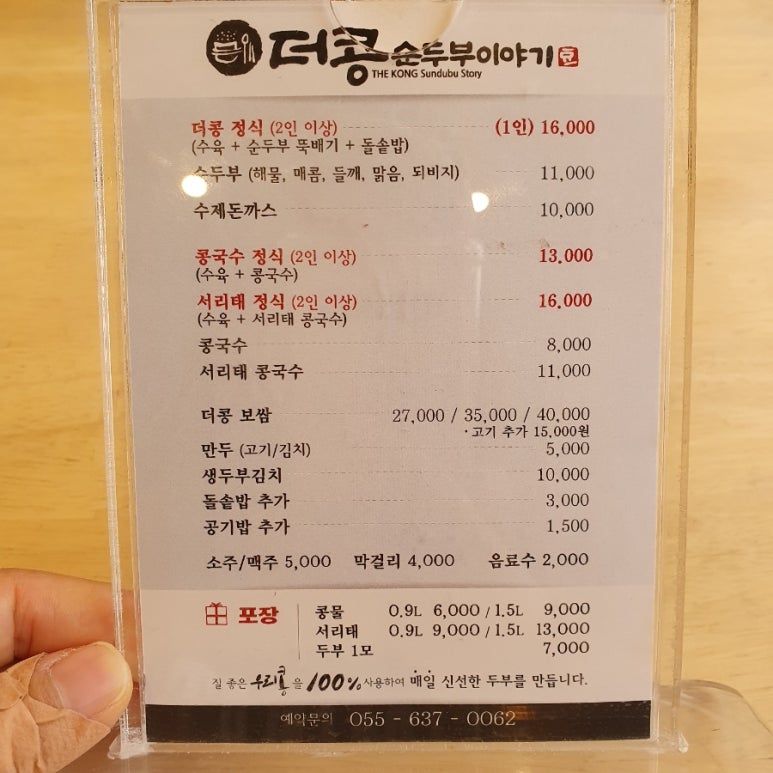 더콩 순두부이야기
THE KONG Sundubu Story
더콩 정식 (2인 이상) (1인) 16,000
(수육 + 순두부 뚝배기 + 돌솥밥)
순두부 (해물, 매콤, 들깨, 맑음, 되비지) 11,000
수제돈까스 10,000
콩국수 정식 (2인 이상) 13,000
(수육 + 콩국수)
서리태 정식 (2인 이상) 16,000
(수육 + 서리태 콩국수)
콩국수 8,000
서리태 콩국수 11,000
더콩 보쌈 27,000 / 35,000 / 40,000
·고기 추가 15,000원
만두 (고기/김치) 5,000
생두부김치 10,000
돌솥밥 추가 3,000
공기밥 추가 1,500
소주/맥주 5,000 막걸리 4,000 음료수 2,000
포장 콩물 0.9L 6,000 / 1.5L 9,000
서리태 0.9L 9,000 / 1.5L 13,000
두부 1모 7,000
질 좋은 우리콩을 100% 사용하여 매일 신선한 두부를 만듭니다.
예약문의 055 - 637 - 0062